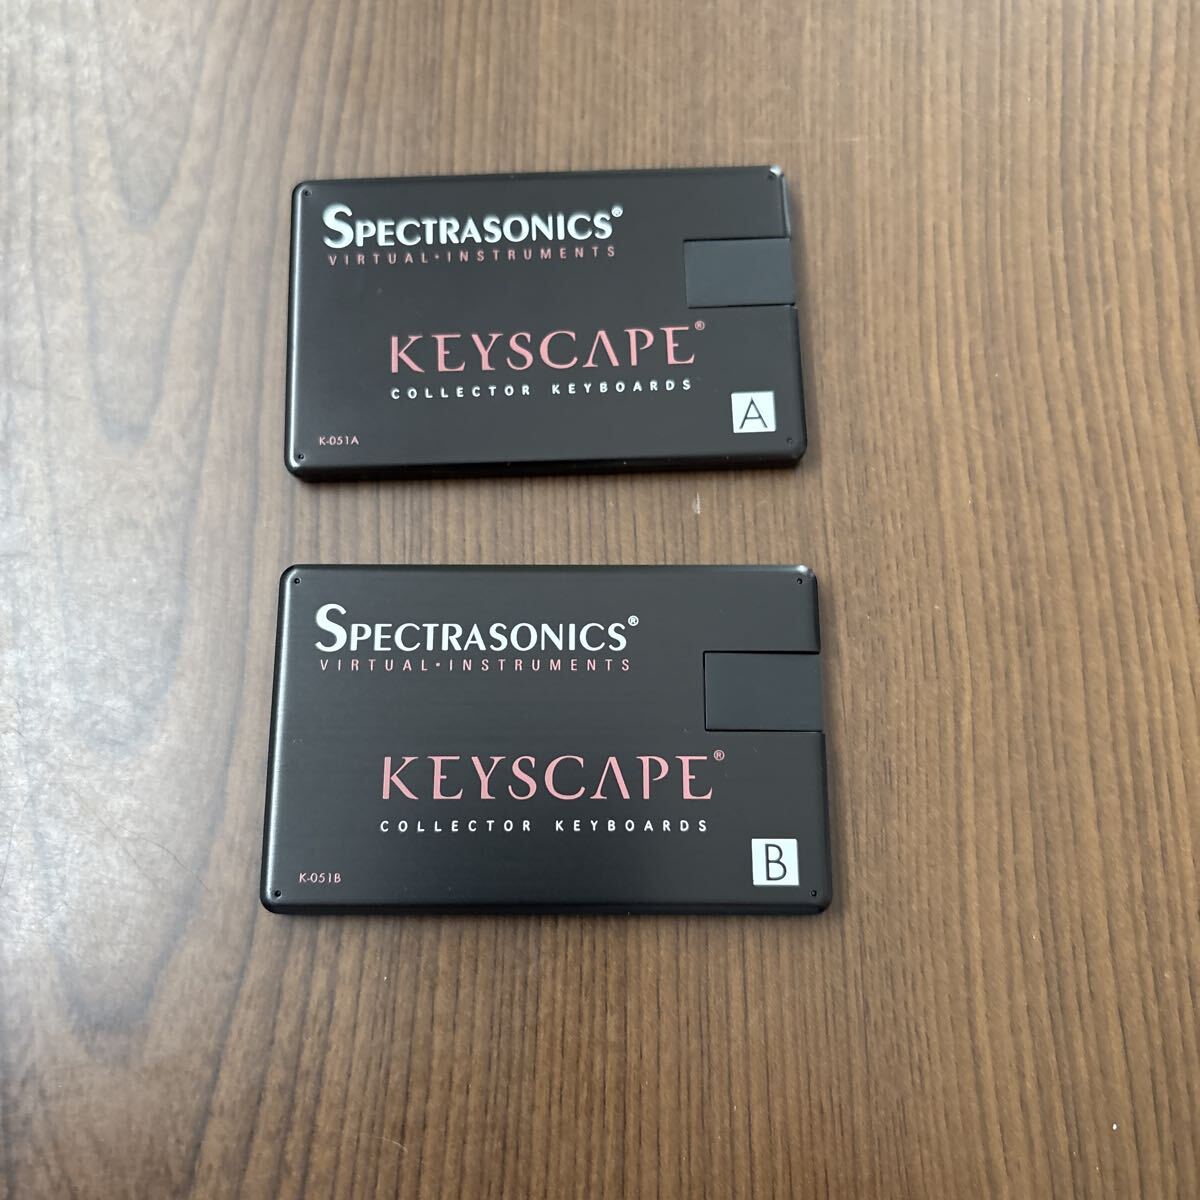 SPECTRASONICS®
VIRTUAL•INSTRUMENTS
KEYSCAPE®
COLLECTOR KEYBOARDS
A
K-051A
SPECTRASONICS®
VIRTUAL•INSTRUMENTS
KEYSCAPE®
COLLECTOR KEYBOARDS
B
K-051B